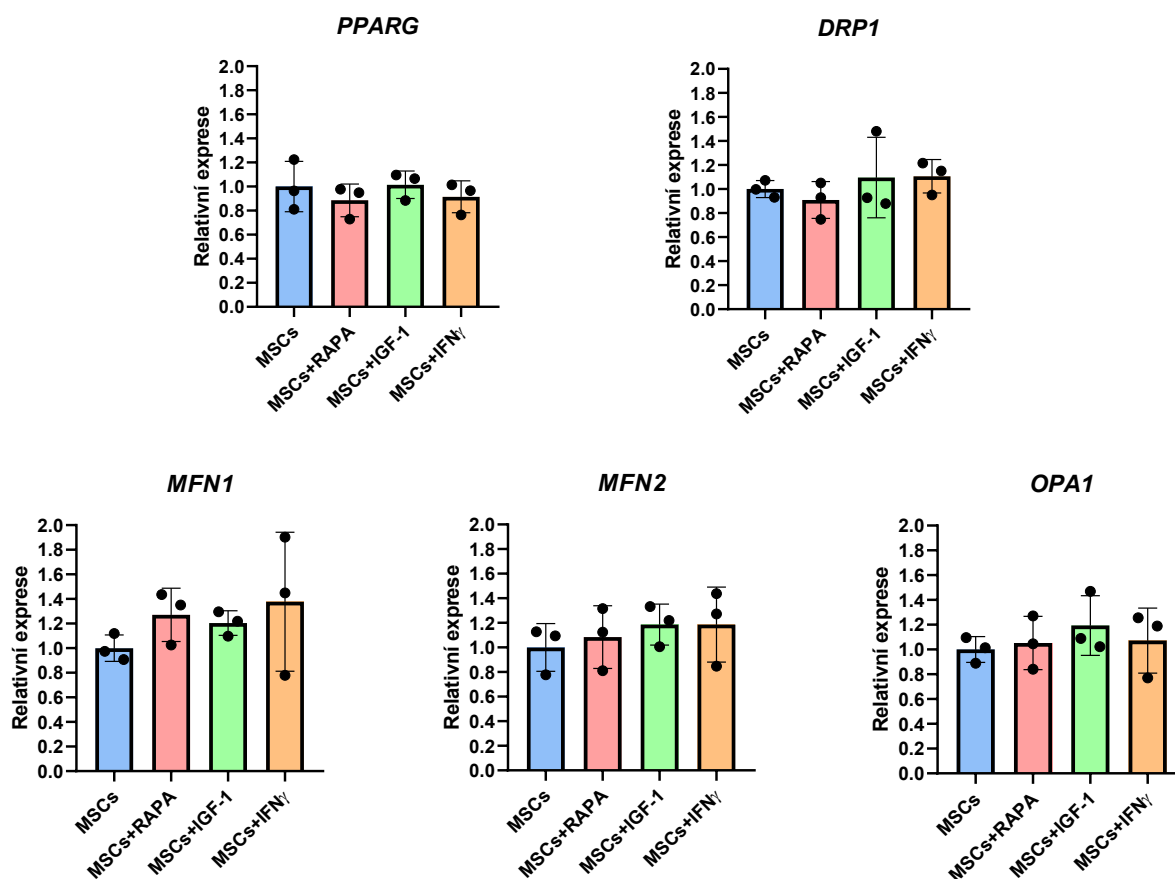 PPARG
Relativní exprese
2.0
1.8
1.6
1.4
1.2
1.0
0.8
0.6
0.4
0.2
0.0
MSCs
MSCs+RAPA
MSCs+IGF-1
MSCs+IFNγ
DRP1
Relativní exprese
2.0
1.8
1.6
1.4
1.2
1.0
0.8
0.6
0.4
0.2
0.0
MSCs
MSCs+RAPA
MSCs+IGF-1
MSCs+IFNγ
MFN1
Relativní exprese
2.0
1.8
1.6
1.4
1.2
1.0
0.8
0.6
0.4
0.2
0.0
MSCs
MSCs+RAPA
MSCs+IGF-1
MSCs+IFNγ
MFN2
Relativní exprese
2.0
1.8
1.6
1.4
1.2
1.0
0.8
0.6
0.4
0.2
0.0
MSCs
MSCs+RAPA
MSCs+IGF-1
MSCs+IFNγ
OPA1
Relativní exprese
2.0
1.8
1.6
1.4
1.2
1.0
0.8
0.6
0.4
0.2
0.0
MSCs
MSCs+RAPA
MSCs+IGF-1
MSCs+IFNγ